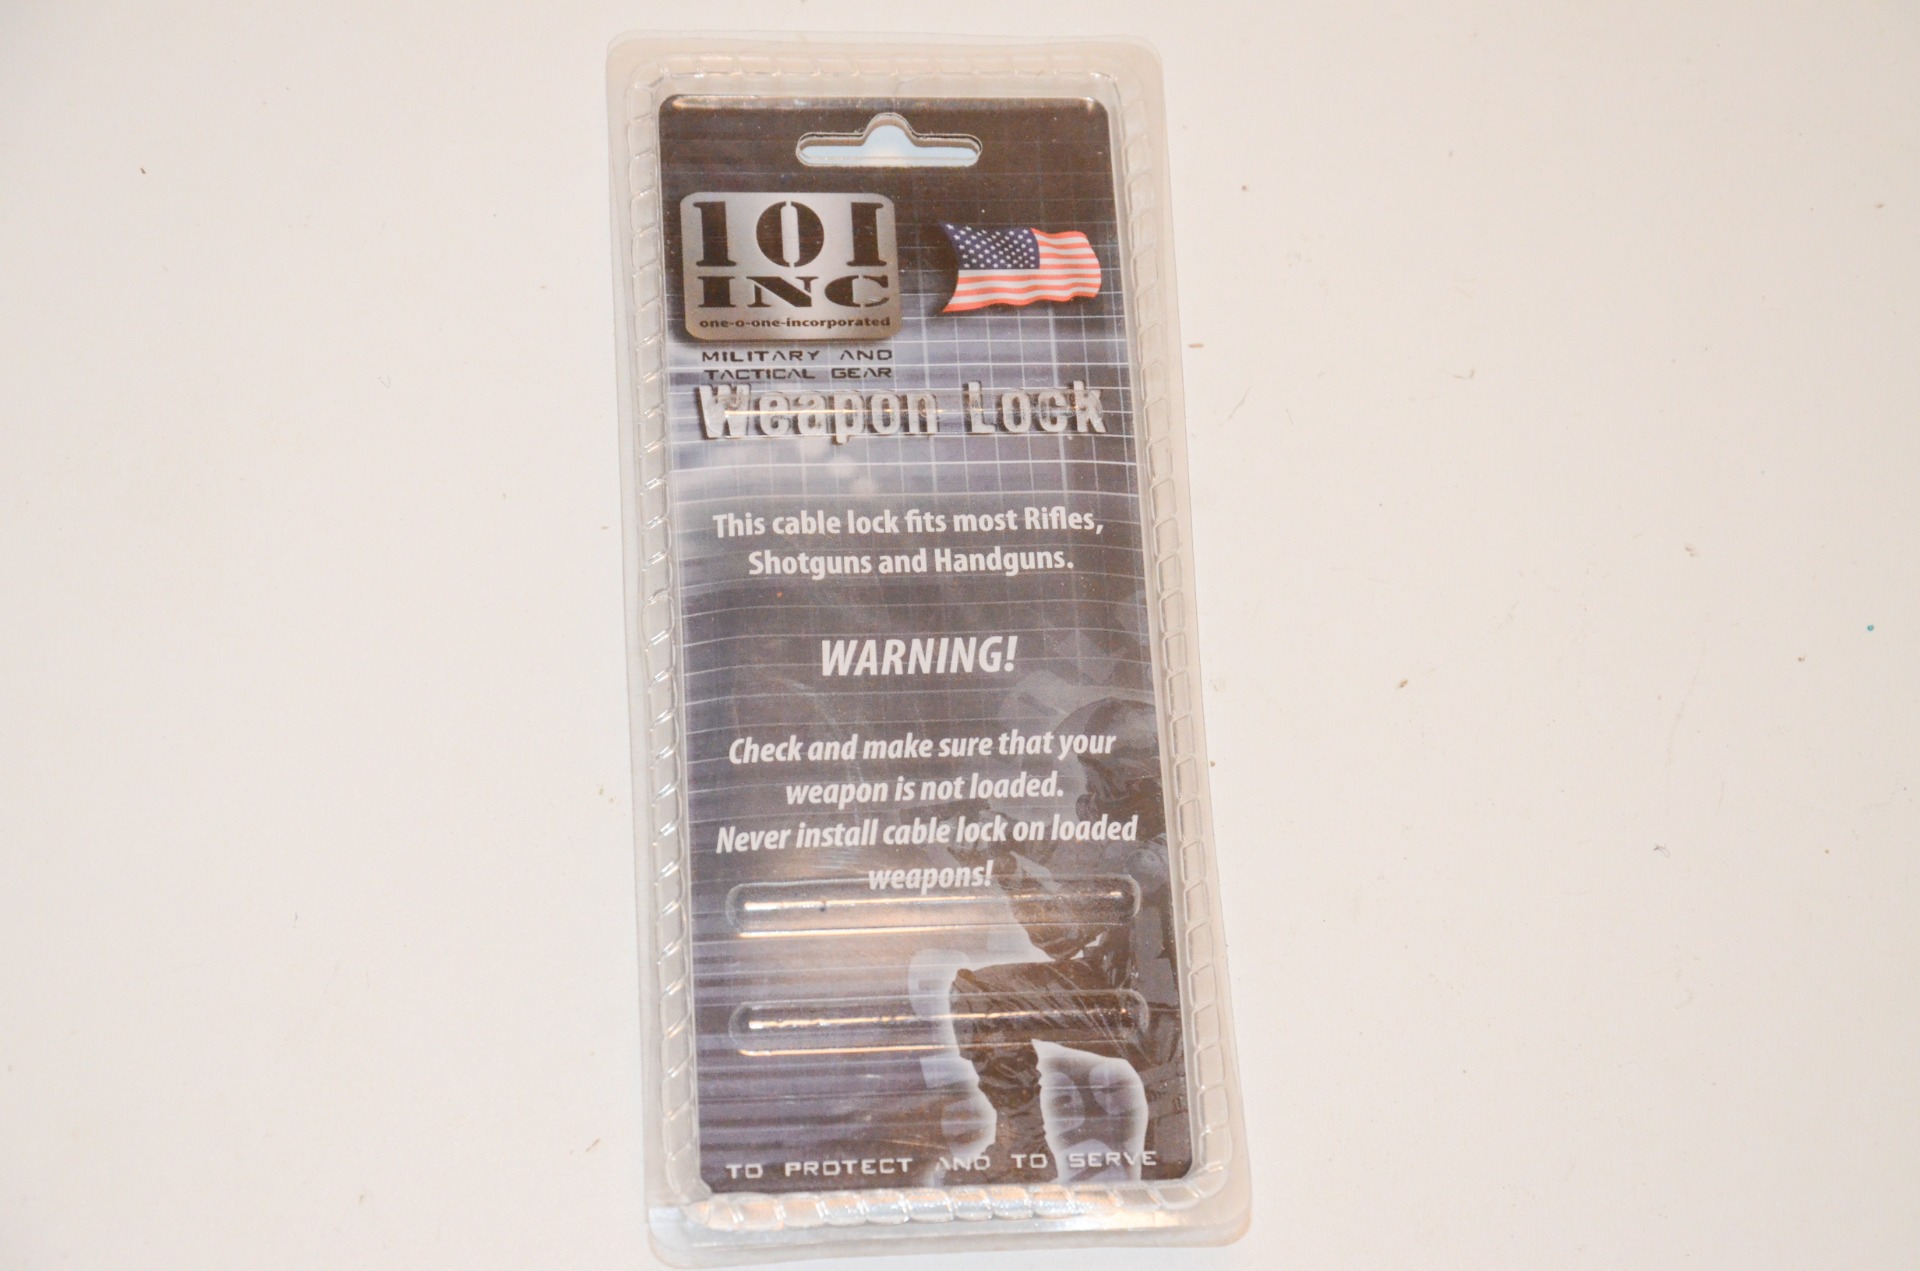 101
INC
one-o-one-incorporated
MILITARY AND
TACTICAL GEAR
Weapon Lock
This cable lock fits most Rifles,
Shotguns and Handguns.
WARNING!
Check and make sure that your
weapon is not loaded.
Never install cable lock on loaded
weapons!
TO PROTECT AND TO SERVE